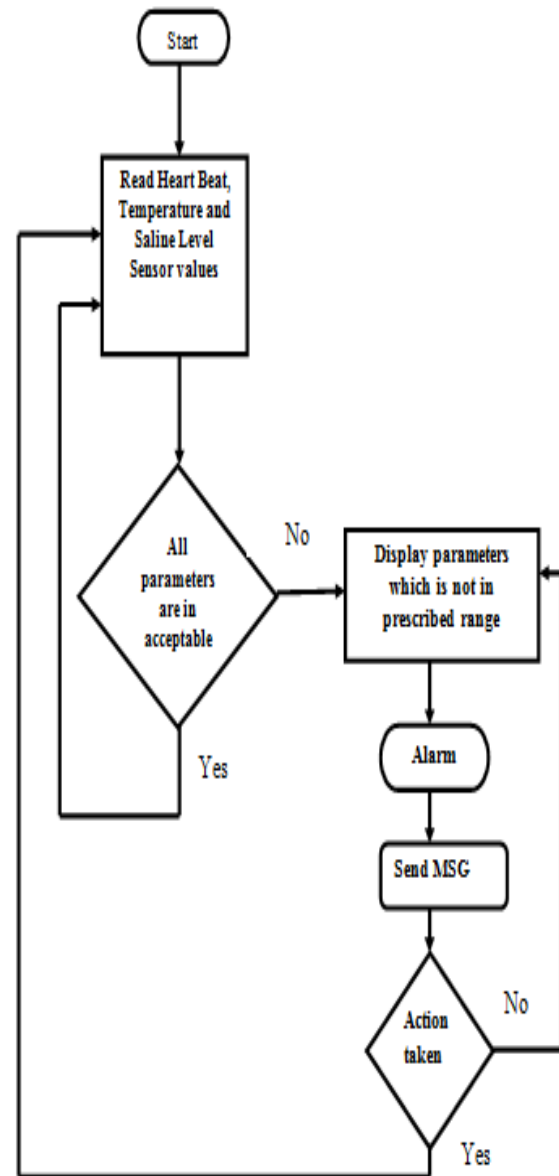 Start
Read Heart Beat,
Temperature and
Saline Level
Sensor values
All
parameters
are in
acceptable
No
Display parameters
which is not in
prescribed range
Yes
Alarm
Send MSG
Action
taken
No
Yes